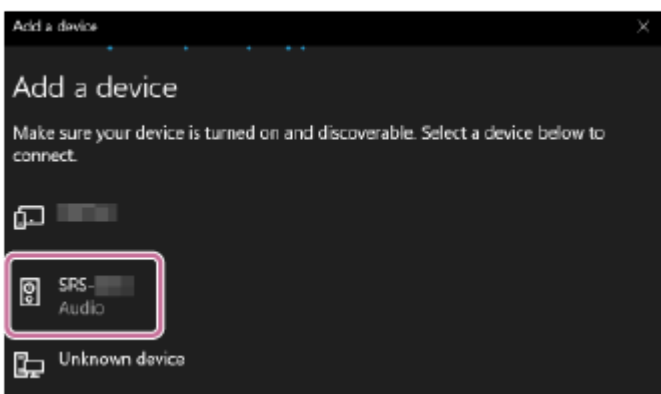 Add a device
Add a device
Make sure your device is turned on and discoverable. Select a device below to
connect.
SRS-
Audio
Unknown device